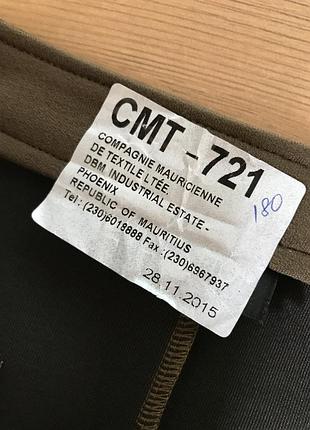 CMT - 721
COMPAGNIE MAURICIENNE
DE TEXTILE LTÉE.
DBM INDUSTRIAL ESTATE -
PHOENIX
REPUBLIC OF MAURITIUS
Tel : (230)6018888 Fax :(230)6967937
28.11.2015
180